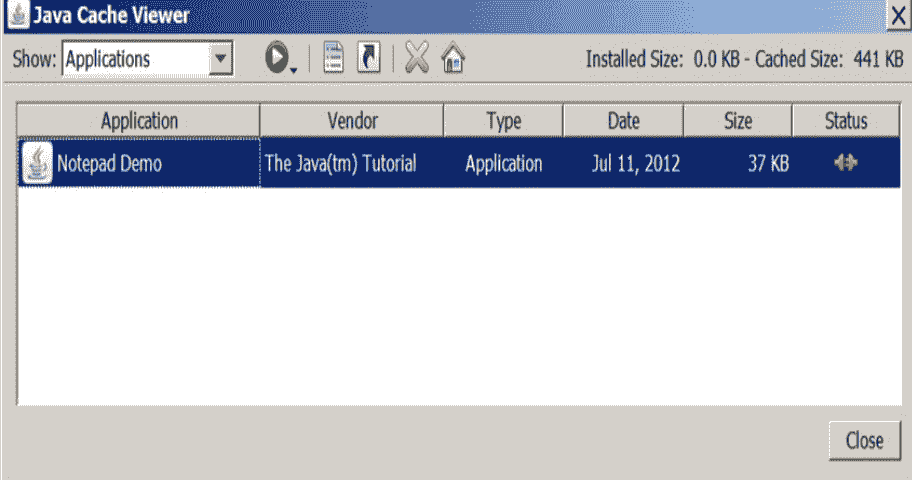 Java Cache Viewer
Show: Applications Installed Size: 0.0 KB - Cached Size: 441 KB
Application Vendor Type Date Size Status
Notepad Demo The Java(tm) Tutorial Application Jul 11, 2012 37 KB
Close